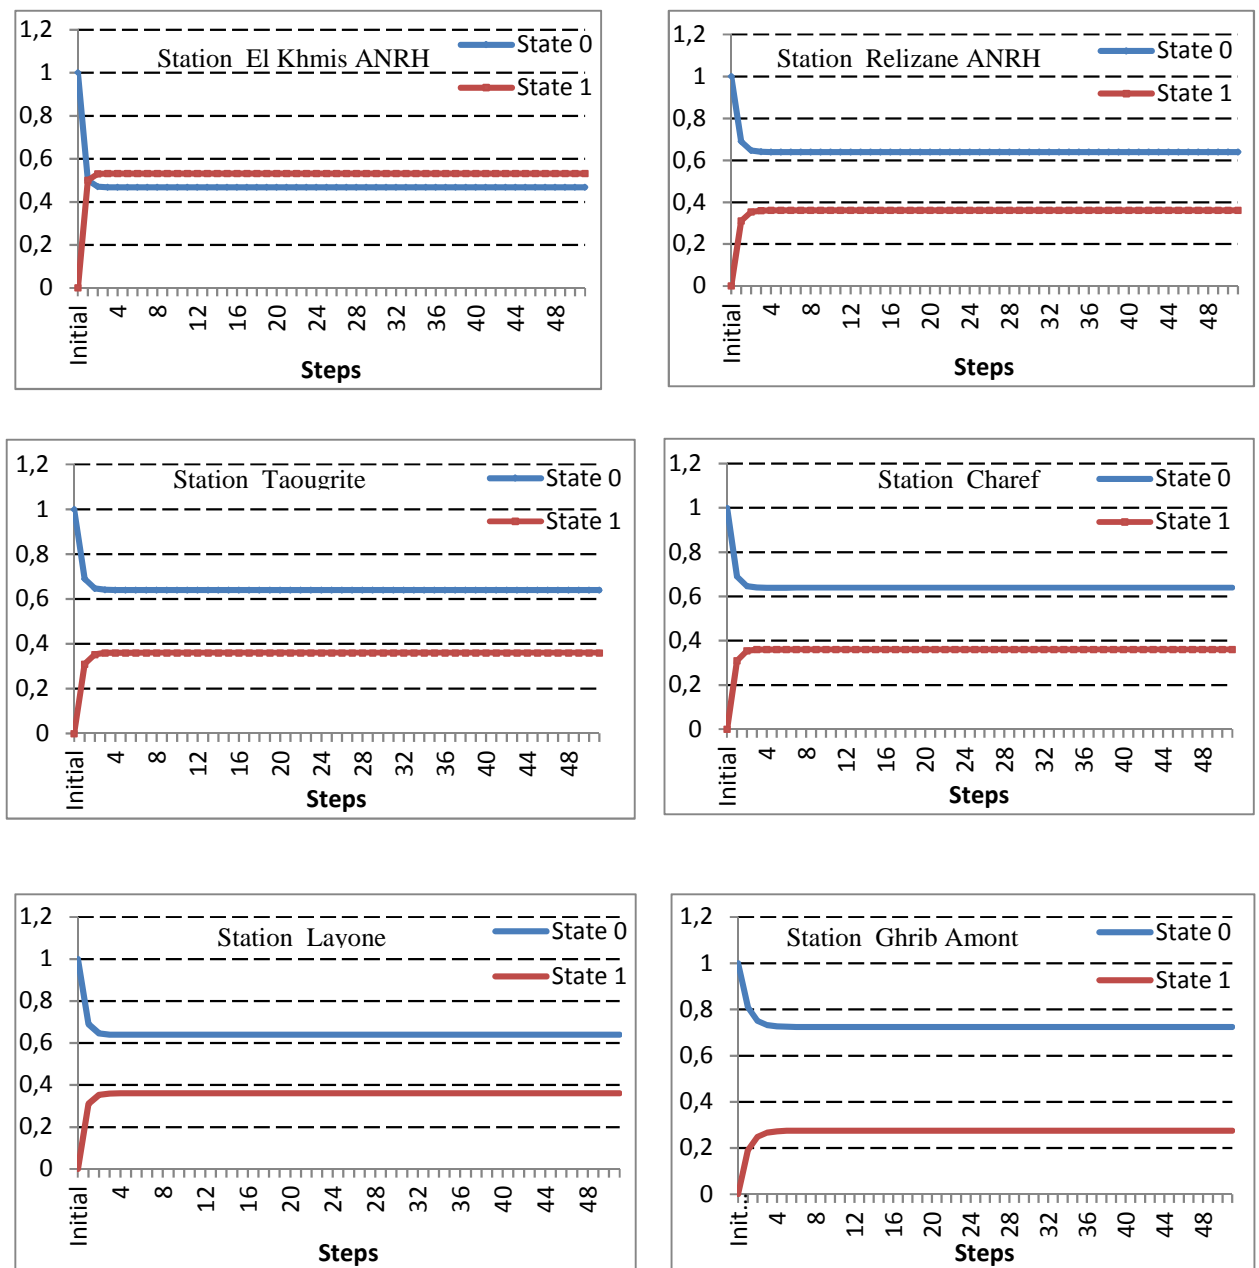 Station El Khmis ANRH
State 0
State 1
1,2
1
0,8
0,6
0,4
0,2
0
Initial 4 8 12 16 20 24 28 32 36 40 44 48
Steps
Station Relizane ANRH
State 0
State 1
1,2
1
0,8
0,6
0,4
0,2
0
Initial 4 8 12 16 20 24 28 32 36 40 44 48
Steps
Station Taougrite
State 0
State 1
1,2
1
0,8
0,6
0,4
0,2
0
Initial 4 8 12 16 20 24 28 32 36 40 44 48
Steps
Station Charef
State 0
State 1
1,2
1
0,8
0,6
0,4
0,2
0
Initial 4 8 12 16 20 24 28 32 36 40 44 48
Steps
Station Layone
State 0
State 1
1,2
1
0,8
0,6
0,4
0,2
0
Initial 4 8 12 16 20 24 28 32 36 40 44 48
Steps
Station Ghrib Amont
State 0
State 1
1,2
1
0,8
0,6
0,4
0,2
0
Init... 4 8 12 16 20 24 28 32 36 40 44 48
Steps